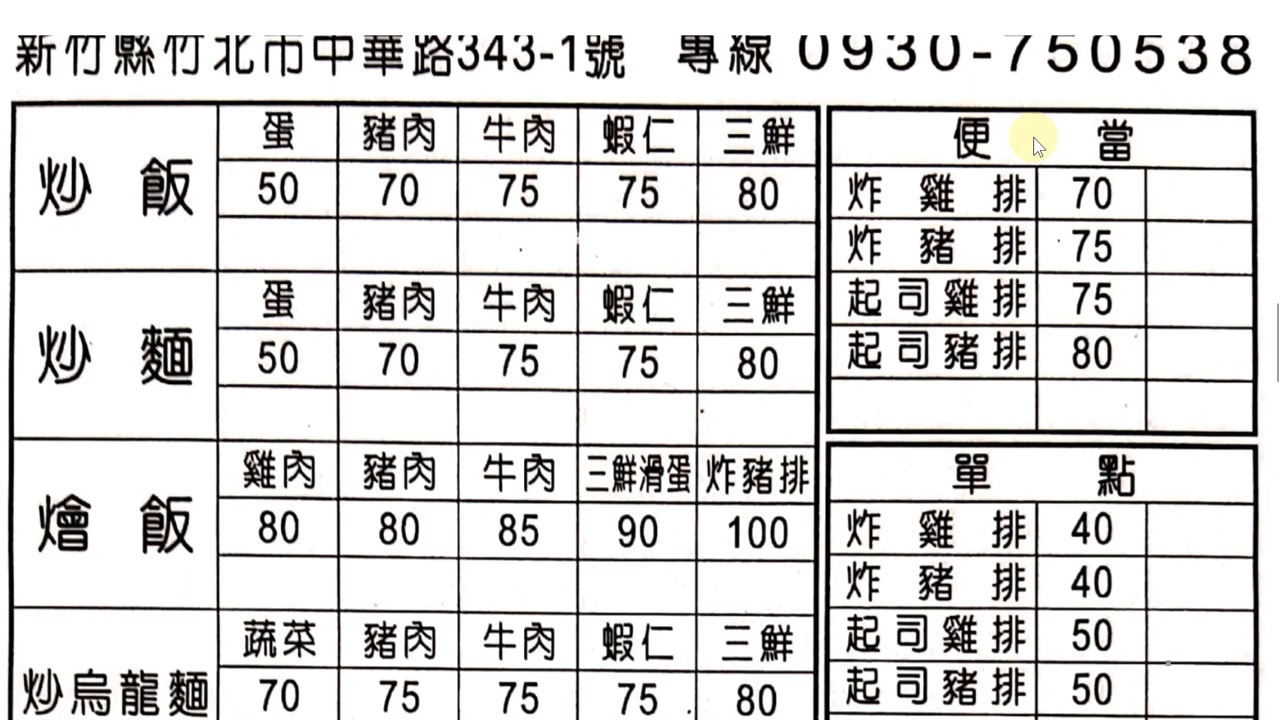 新竹縣竹北市中華路343-1號 專線 0930-750538
炒飯
蛋 豬肉 牛肉 蝦仁 三鮮
50 70 75 75 80
炒麵
蛋 豬肉 牛肉 蝦仁 三鮮
50 70 75 75 80
燴飯
雞肉 豬肉 牛肉 三鮮滑蛋 炸豬排
80 80 85 90 100
炒烏龍麵
蔬菜 豬肉 牛肉 蝦仁 三鮮
70 75 75 75 80
便當
炸雞排 70
炸豬排 75
起司雞排 75
起司豬排 80
單點
炸雞排 40
炸豬排 40
起司雞排 50
起司豬排 50